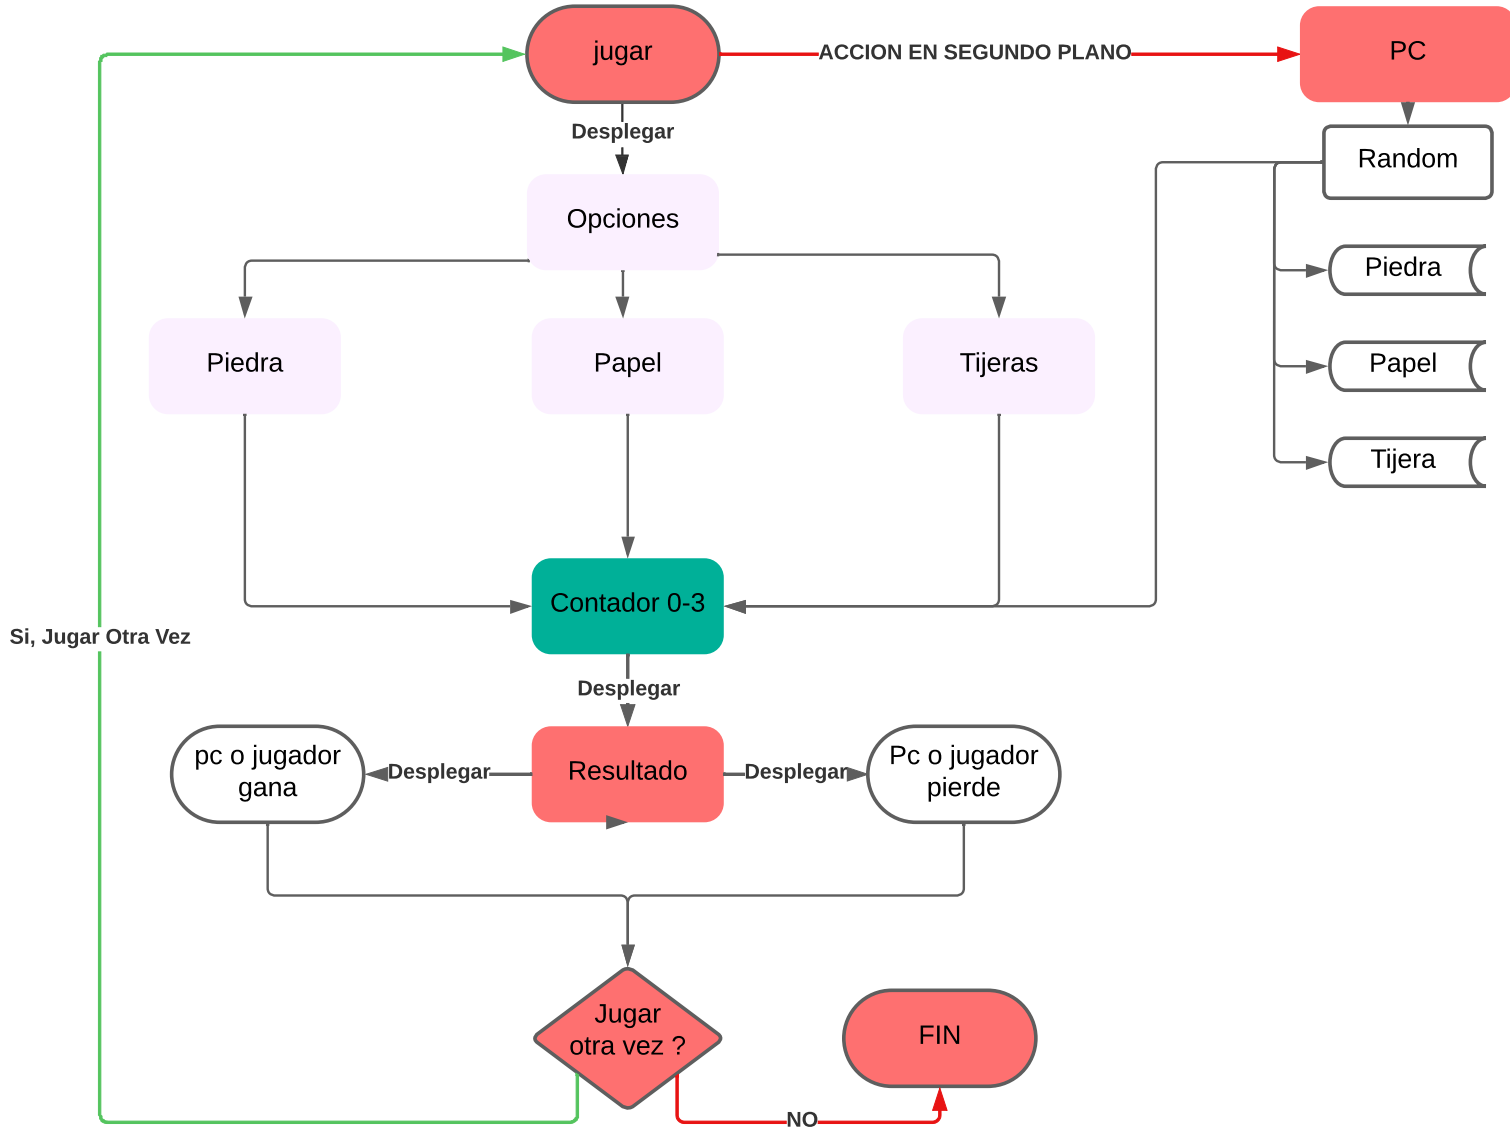 jugar
ACCION EN SEGUNDO PLANO
PC
Desplegar
Random
Opciones
Piedra
Piedra
Papel
Tijeras
Papel
Tijera
Contador 0-3
Si, Jugar Otra Vez
Desplegar
pc o jugador
gana
Desplegar
Resultado
Desplegar
Pc o jugador
pierde
Jugar
otra vez ?
FIN
NO